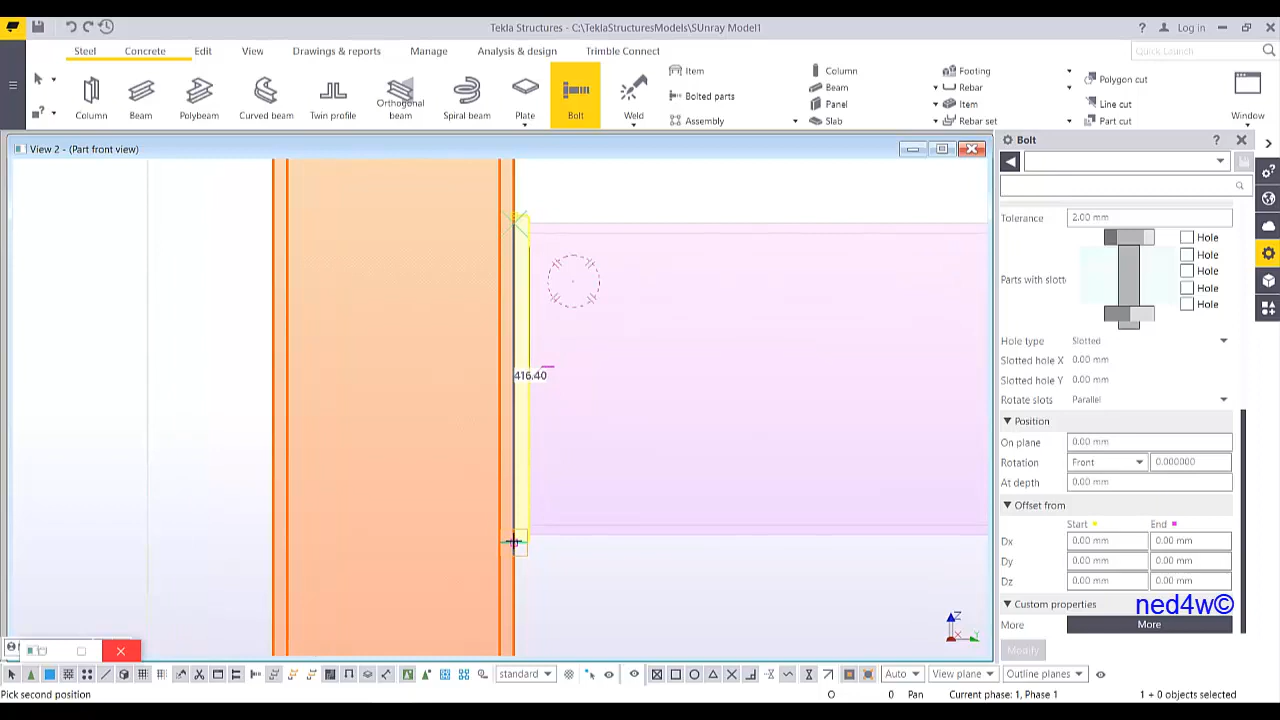 Tekla Structures - C:\TeklaStructuresModels\SUnray Model1
? Log in
Steel Concrete Edit View Drawings & reports Manage Analysis & design Trimble Connect
Quick Launch
Column
Beam
Polybeam
Curved beam
Twin profile
Orthogonal
beam
Spiral beam
Plate
Bolt
Weld
Item
Bolted parts
Assembly
Column
Beam
Panel
Slab
Footing
Rebar
Item
Rebar set
Polygon cut
Line cut
Part cut
Window
View 2 - (Part front view)
416.40
Z
X
Y
Bolt
?
Tolerance 2.00 mm
Parts with slott
Hole
Hole
Hole
Hole
Hole
Hole type Slotted
Slotted hole X 0.00 mm
Slotted hole Y 0.00 mm
Rotate slots Parallel
Position
On plane 0.00 mm
Rotation Front 0.000000
At depth 0.00 mm
Offset from
Start End
Dx 0.00 mm 0.00 mm
Dy 0.00 mm 0.00 mm
Dz 0.00 mm 0.00 mm
Custom properties
ned4w©
More More
Modify
standard
Auto
View plane
Outline planes
Pick second position
O 0 Pan Current phase: 1, Phase 1 1 + 0 objects selected